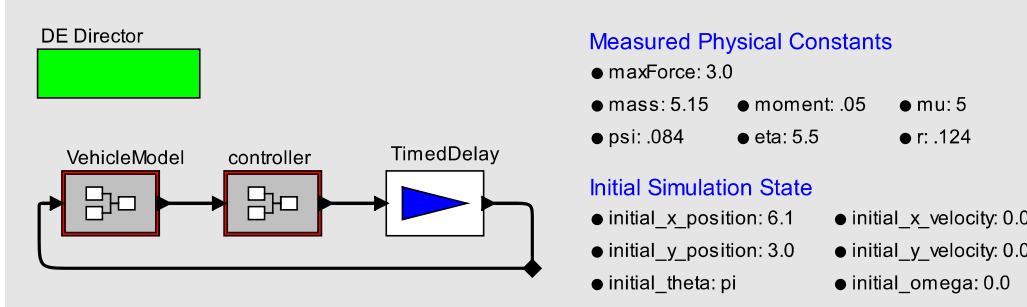 DE Director
VehicleModel
controller
TimedDelay
Measured Physical Constants
maxForce: 3.0
mass: 5.15 moment: .05 mu: 5
psi: .084 eta: 5.5 r: .124
Initial Simulation State
initial_x_position: 6.1 initial_x_velocity: 0.0
initial_y_position: 3.0 initial_y_velocity: 0.0
initial_theta: pi initial_omega: 0.0